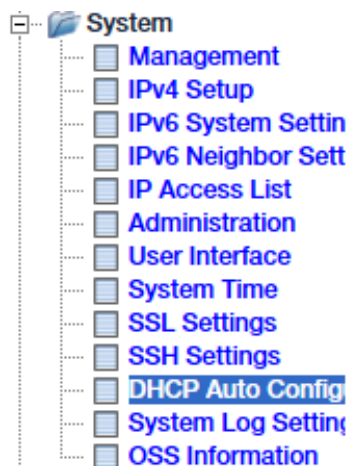 System
Management
IPv4 Setup
IPv6 System Settin
IPv6 Neighbor Sett
IP Access List
Administration
User Interface
System Time
SSL Settings
SSH Settings
DHCP Auto Config
System Log Setting
OSS Information